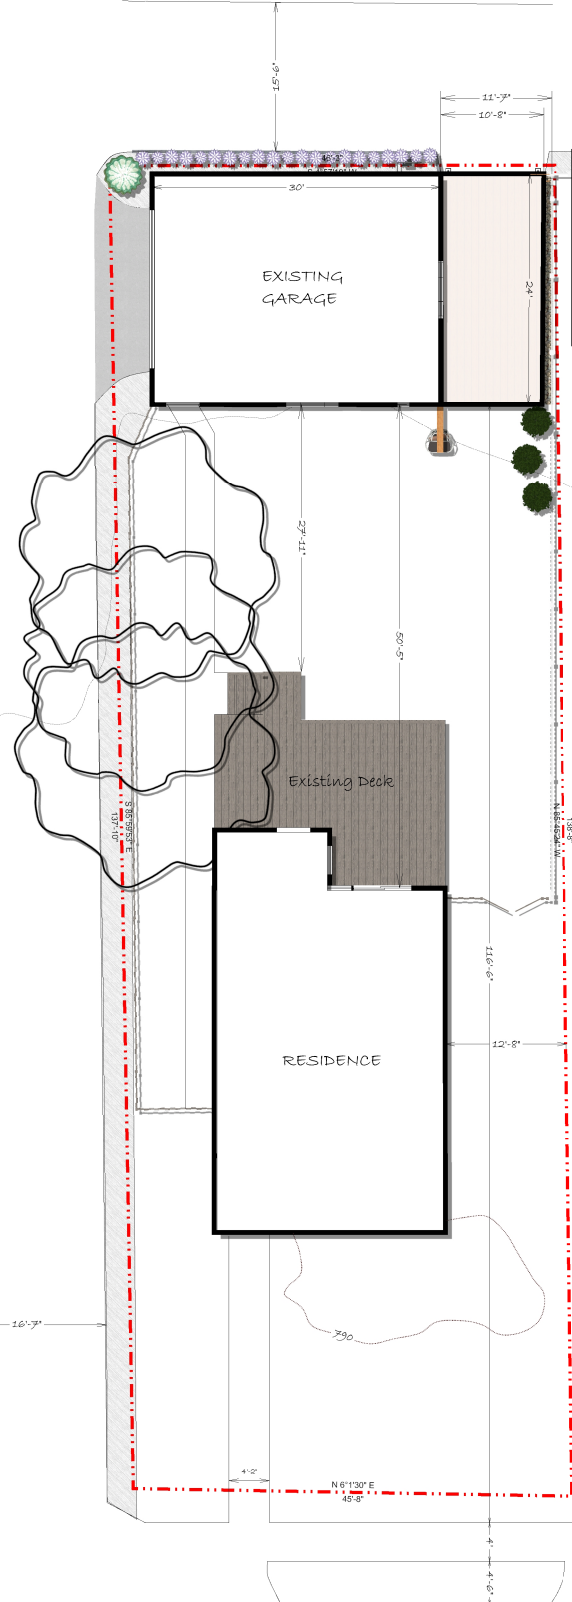 15'-6"
11'-7"
10'-8"
30'
EXISTING
GARAGE
24'
27'-11"
50'-5"
Existing Deck
S 85°59'53" E
137'-10"
N 85°45'24" W
138'-8"
116'-6"
12'-8"
RESIDENCE
16'-7"
790
4'-2"
N 6°1'30" E
45'-8"
4'
4'-6"